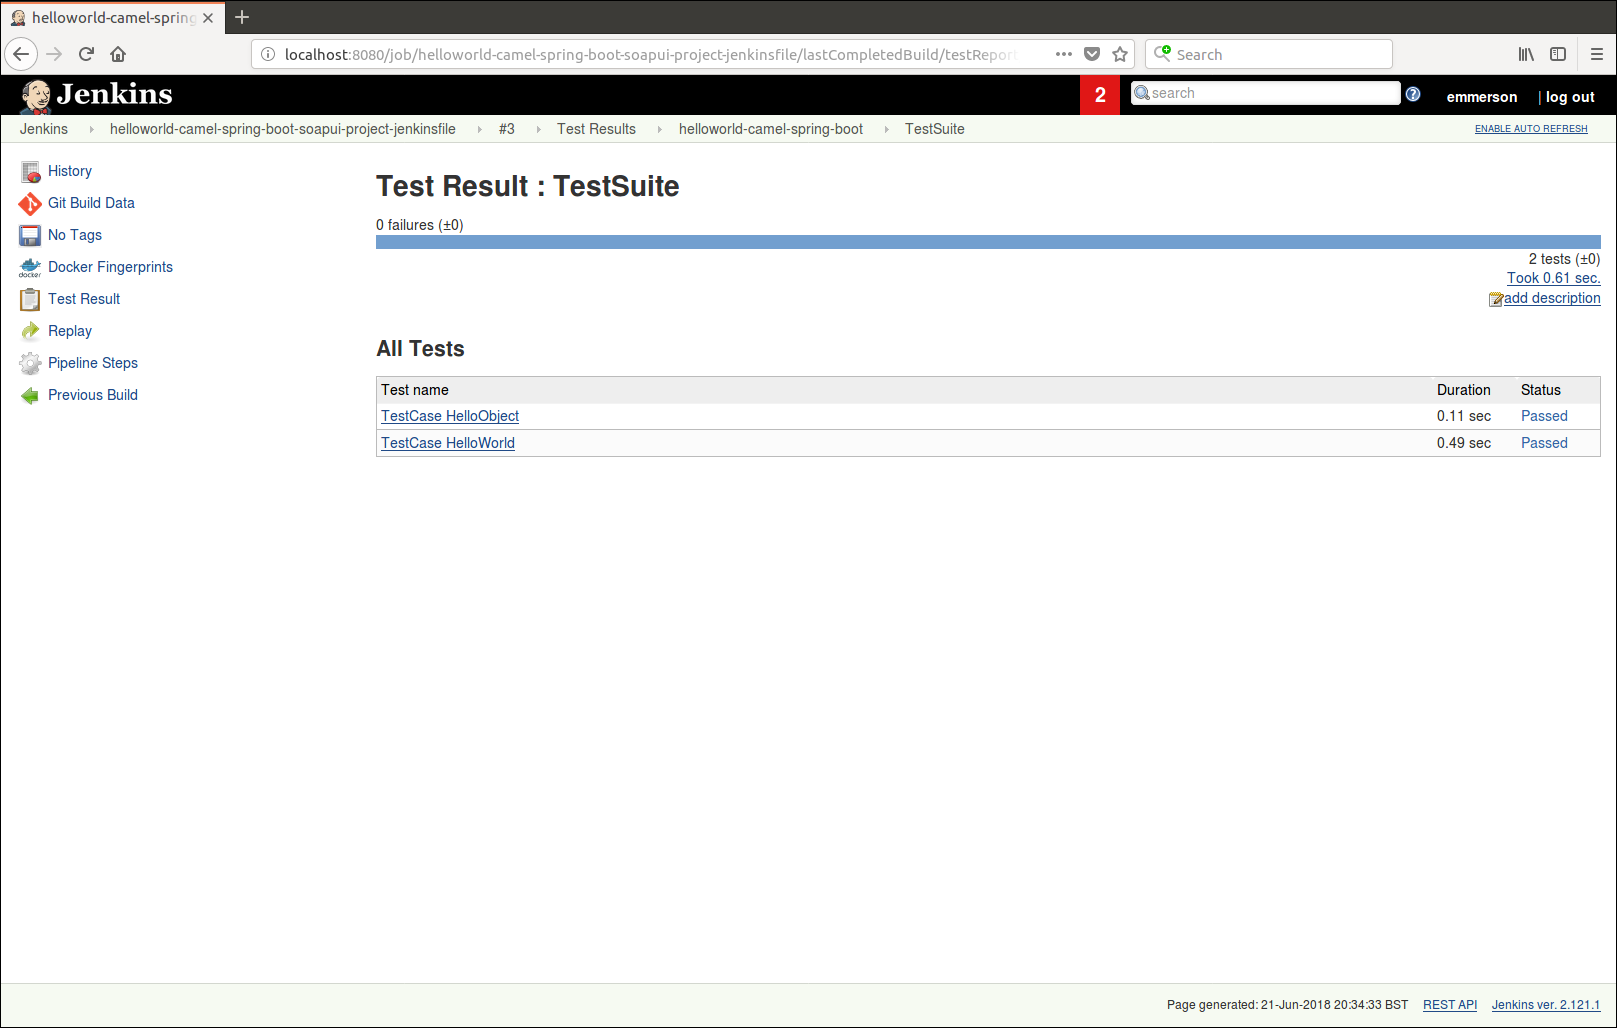 helloworld-camel-spring
localhost:8080/job/helloworld-camel-spring-boot-soapui-project-jenkinsfile/lastCompletedBuild/testReport
Search
Jenkins
2
search
emmerson
| log out
Jenkins
helloworld-camel-spring-boot-soapui-project-jenkinsfile
#3
Test Results
helloworld-camel-spring-boot
TestSuite
ENABLE AUTO REFRESH
History
Git Build Data
No Tags
docker
Docker Fingerprints
Test Result
Replay
Pipeline Steps
Previous Build
Test Result : TestSuite
0 failures (±0)
2 tests (±0)
Took 0.61 sec.
add description
All Tests
Test name Duration Status
TestCase HelloObject 0.11 sec Passed
TestCase HelloWorld 0.49 sec Passed
Page generated: 21-Jun-2018 20:34:33 BST REST API Jenkins ver. 2.121.1